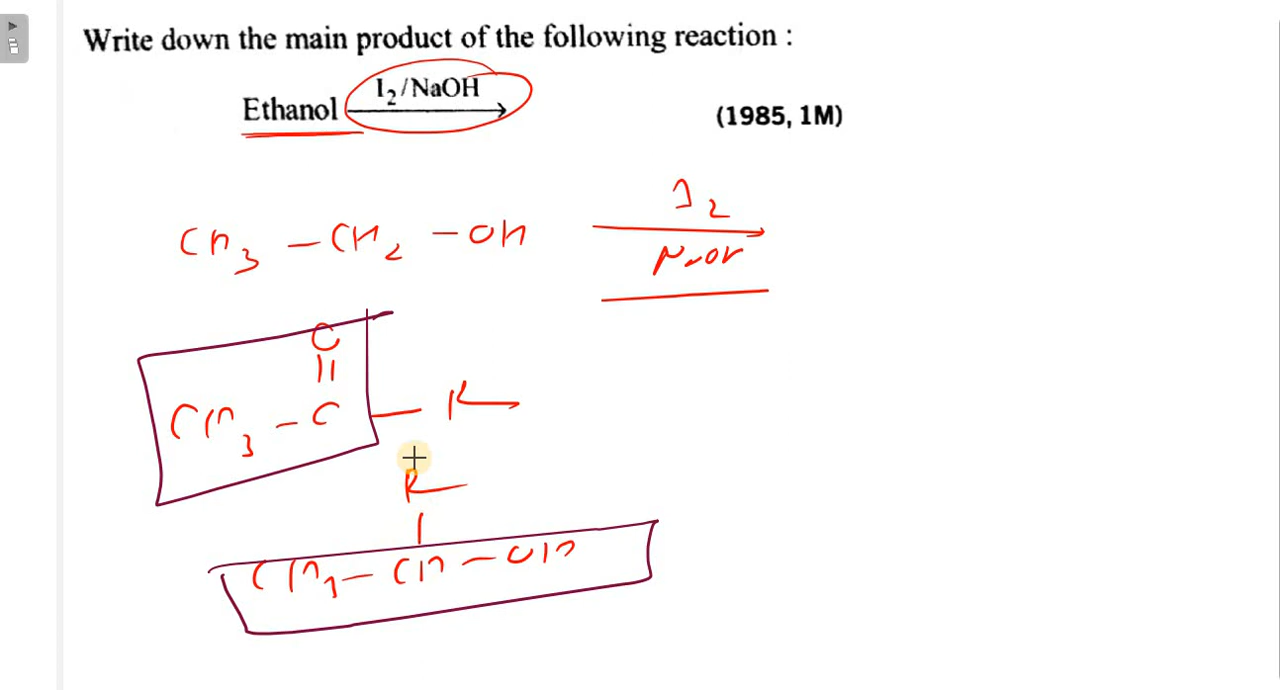 Write down the main product of the following reaction :
I₂/NaOH
Ethanol ⟶
(1985, 1M)
CH₃ – CH₂ – OH
I₂
O
||
CH₃ – C – R
R
|
CH₃ – CH – OH